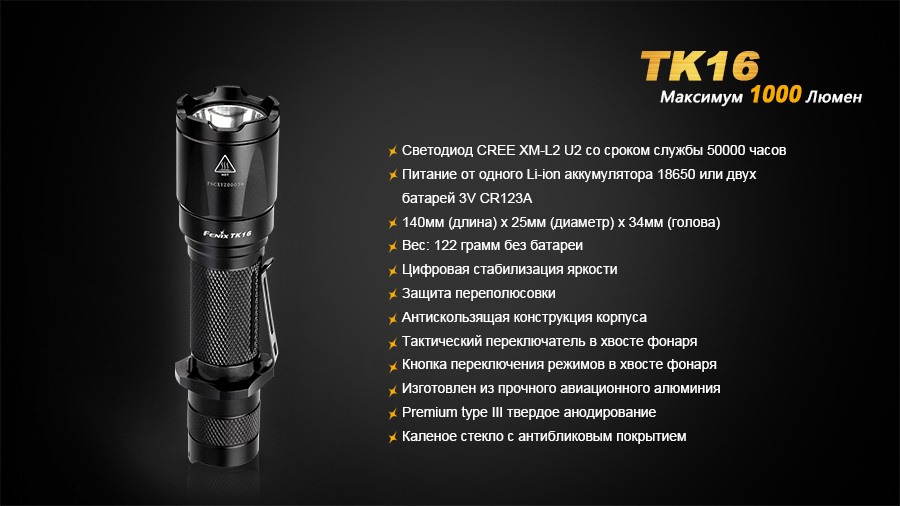 TK16
Максимум 1000 Люмен
Светодиод CREE XM-L2 U2 со сроком службы 50000 часов
Питание от одного Li-ion аккумулятора 18650 или двух
батарей 3V CR123A
140мм (длина) x 25мм (диаметр) x 34мм (голова)
Вес: 122 грамм без батареи
Цифровая стабилизация яркости
Защита переполюсовки
Антискользящая конструкция корпуса
Тактический переключатель в хвосте фонаря
Кнопка переключения режимов в хвосте фонаря
Изготовлен из прочного авиационного алюминия
Premium type III твердое анодирование
Каленое стекло с антибликовым покрытием
FENIX TK16